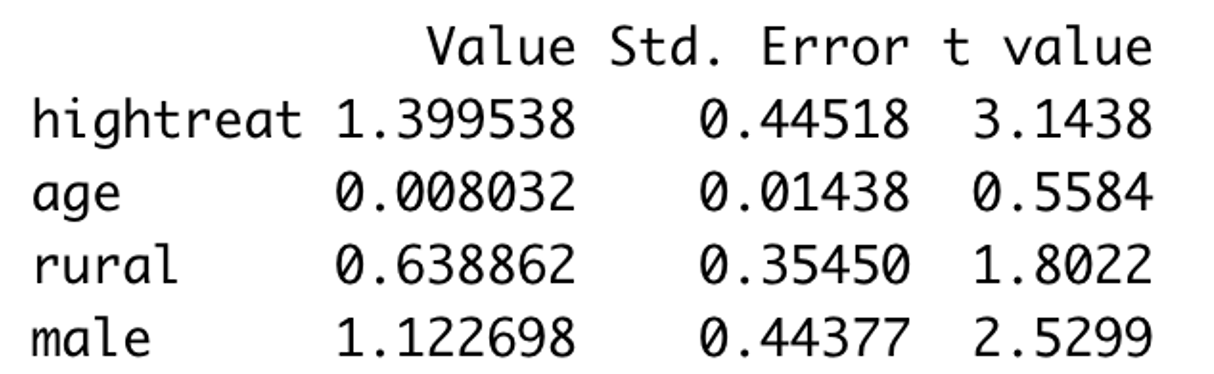 Value Std. Error t value
hightreat 1.399538 0.44518 3.1438
age 0.008032 0.01438 0.5584
rural 0.638862 0.35450 1.8022
male 1.122698 0.44377 2.5299